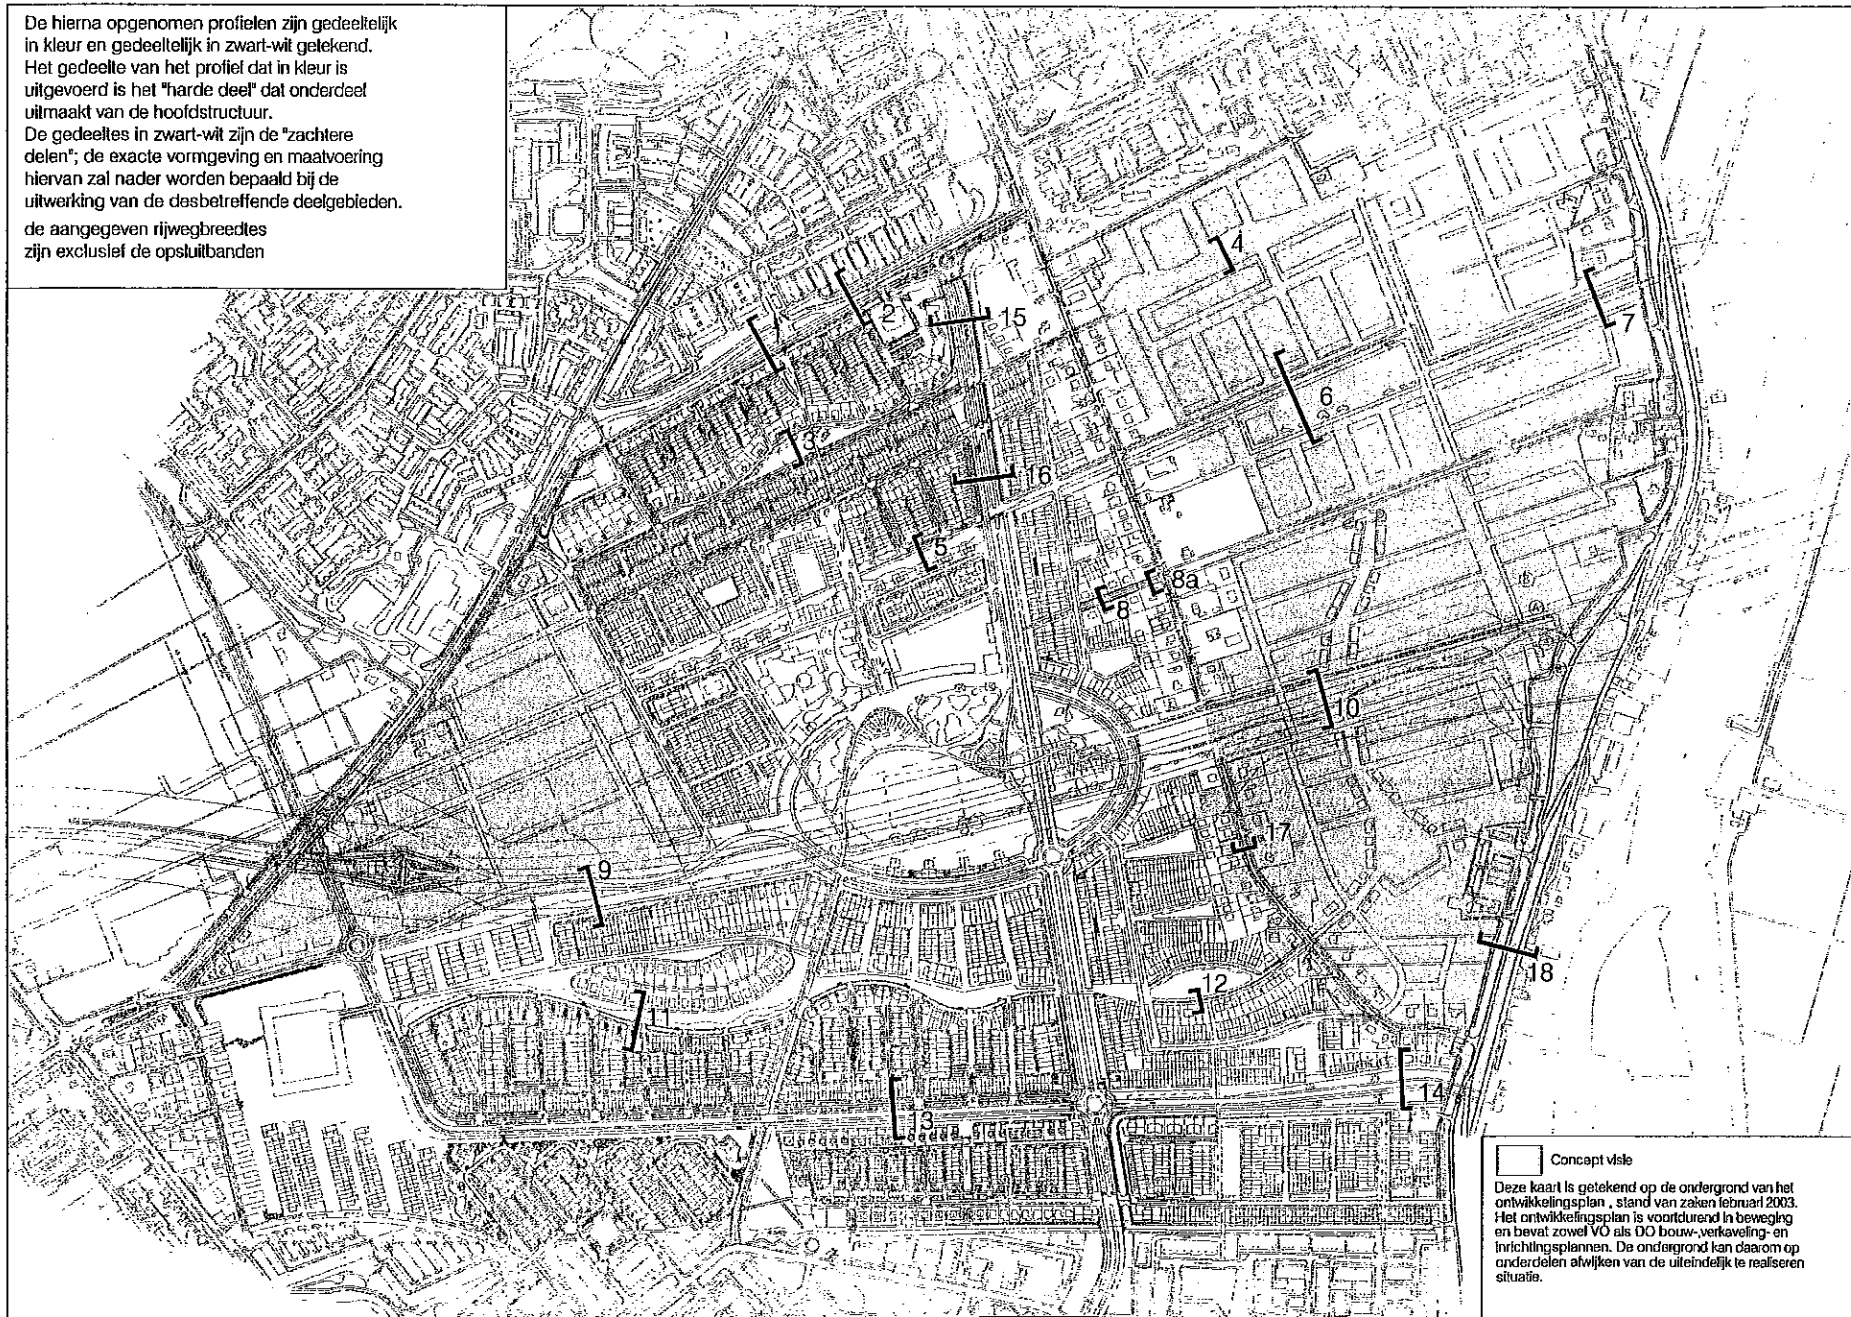 De hierna opgenomen profielen zijn gedeeltelijk
in kleur en gedeeltelijk in zwart-wit getekend.
Het gedeelte van het profiel dat in kleur is
uitgevoerd is het "harde deel" dat onderdeel
uitmaakt van de hoofdstructuur.
De gedeeltes in zwart-wit zijn de "zachtere
delen"; de exacte vormgeving en maatvoering
hiervan zal nader worden bepaald bij de
uitwerking van de desbetreffende deelgebieden.
de aangegeven rijwegbreedtes
zijn exclusief de opsluitbanden
4
2
15
1
7
6
3
16
5
8a
8
10
17
9
18
12
11
14
13
Concept visie
Deze kaart is getekend op de ondergrond van het
ontwikkelingsplan , stand van zaken februari 2003.
Het ontwikkelingsplan is voortdurend in beweging
en bevat zowel VO als DO bouw-,verkaveling- en
inrichtingsplannen. De ondergrond kan daarom op
onderdelen afwijken van de uiteindelijk te realiseren
situatie.